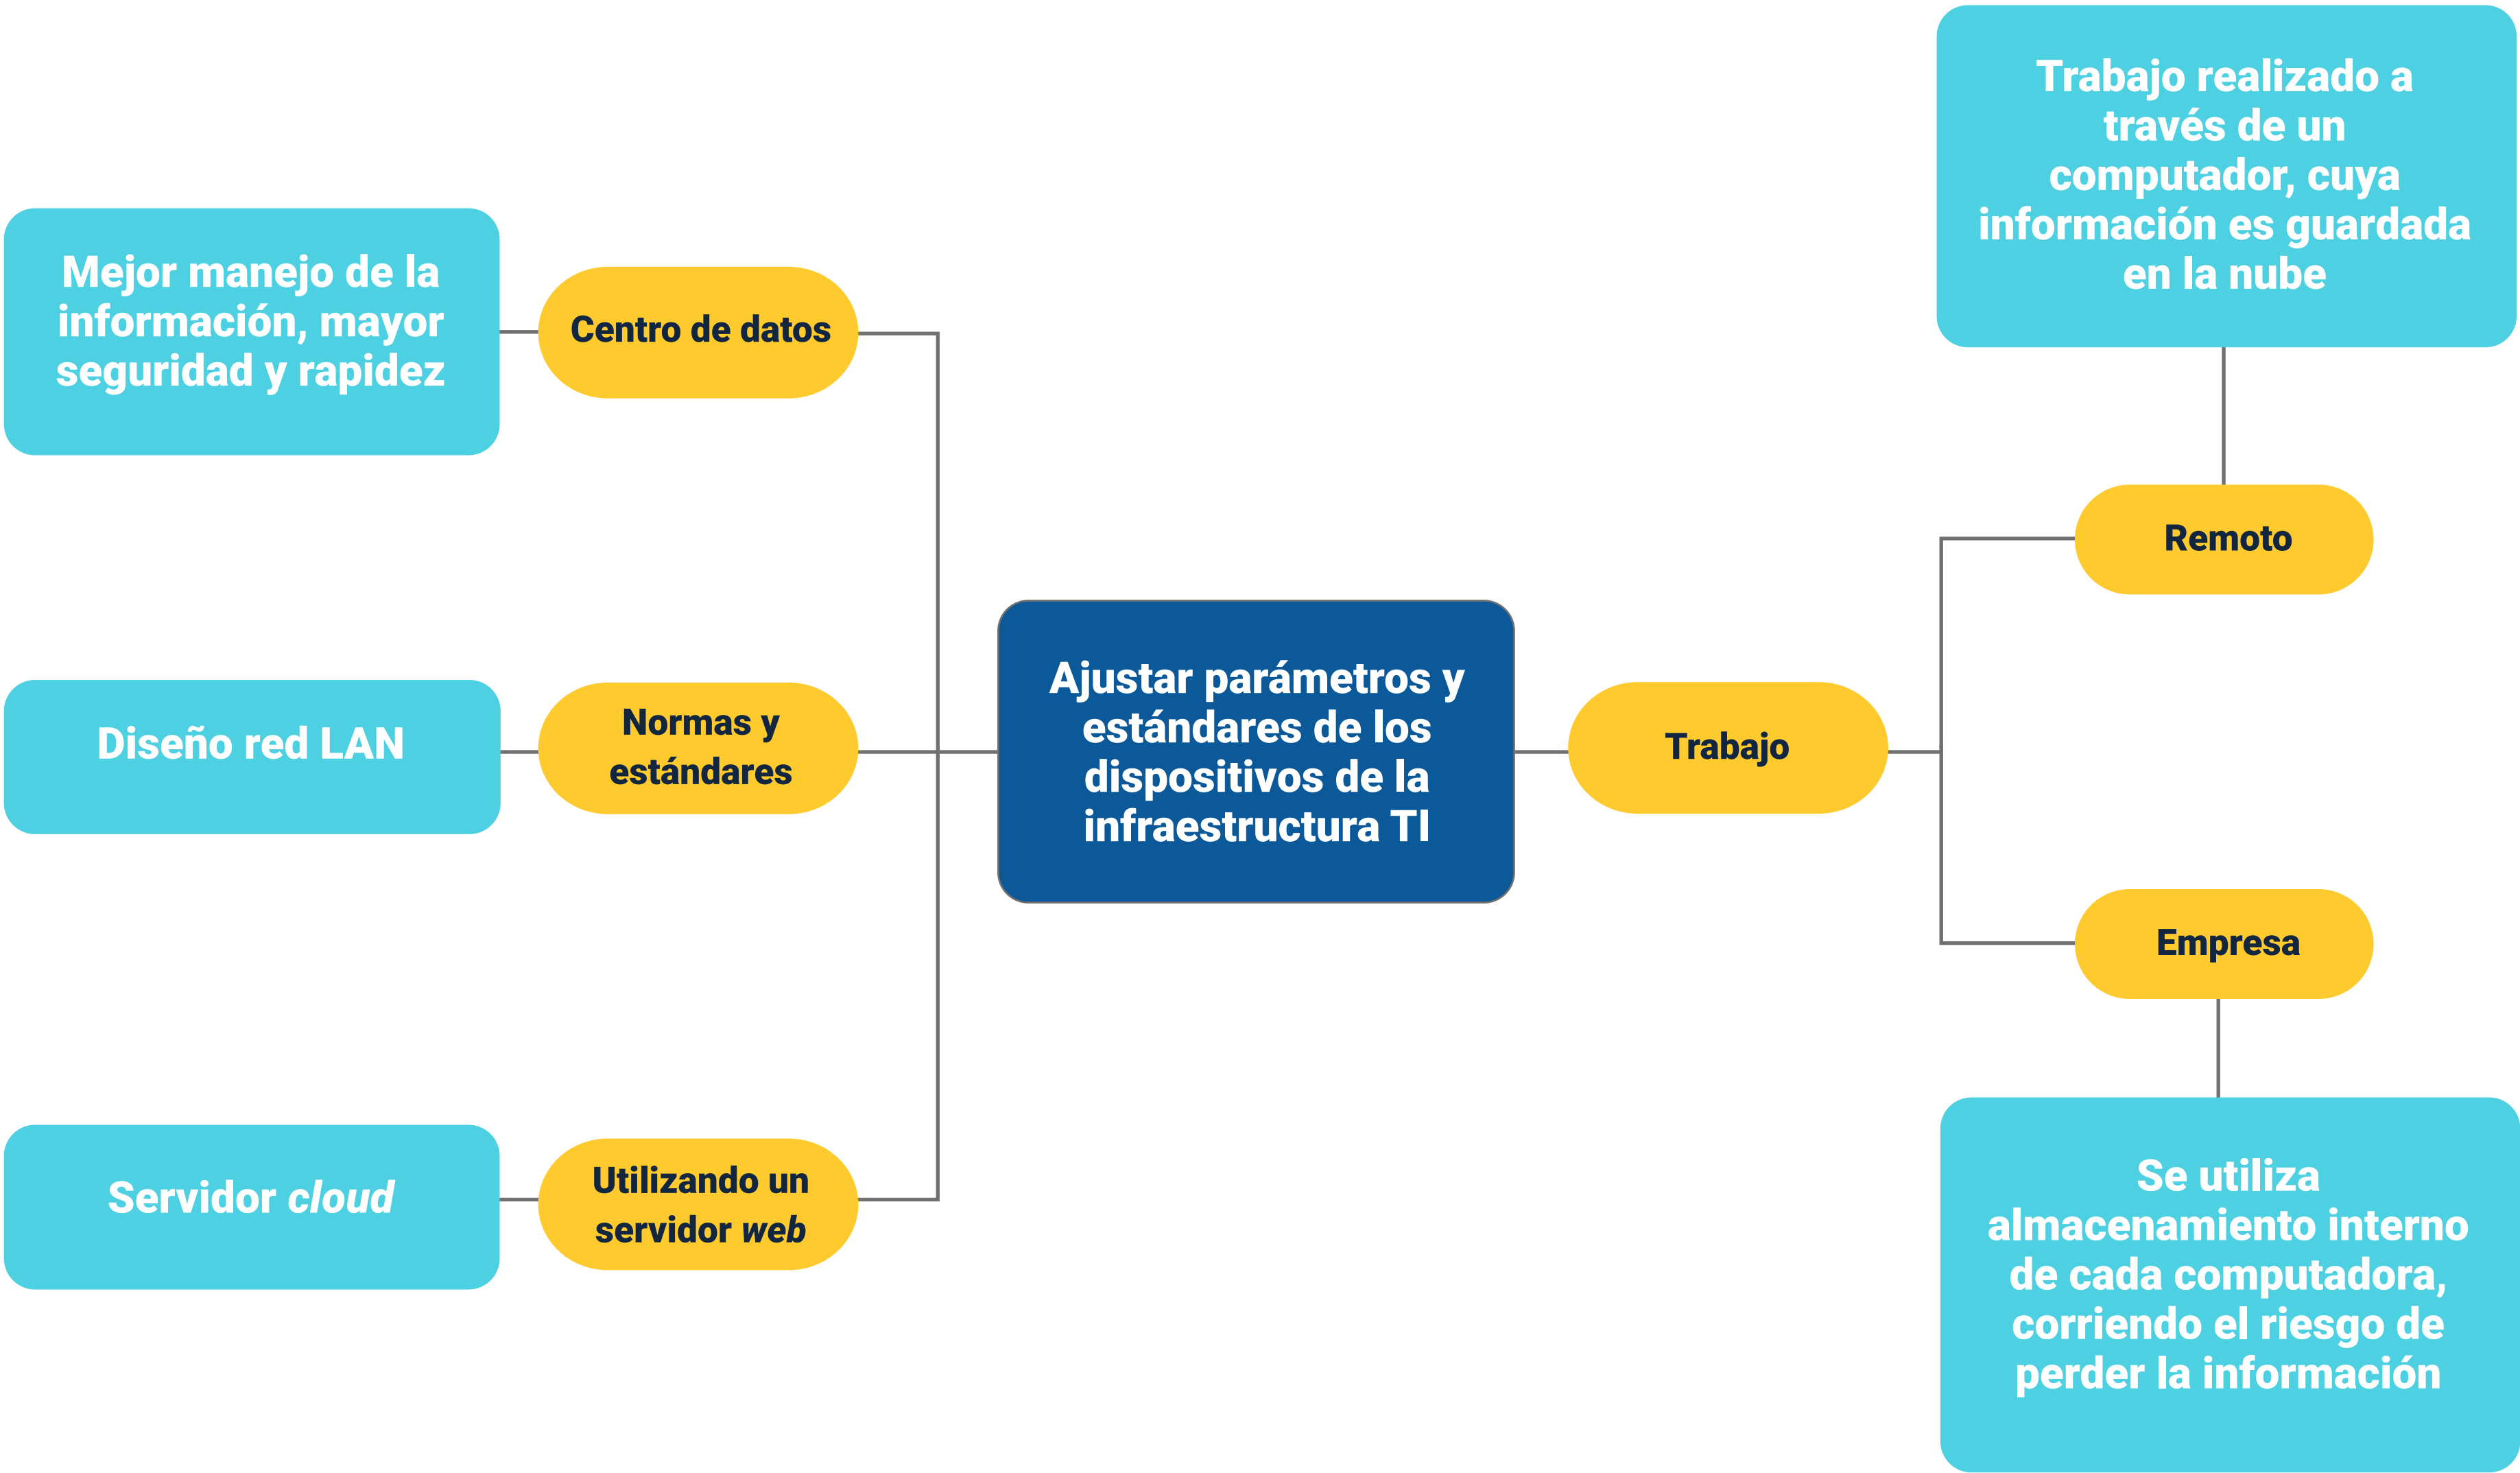 Mejor manejo de la
información, mayor
seguridad y rapidez
Centro de datos
Diseño red LAN
Normas y
estándares
Servidor cloud
Utilizando un
servidor web
Ajustar parámetros y
estándares de los
dispositivos de la
infraestructura TI
Trabajo
Trabajo realizado a
través de un
computador, cuya
información es guardada
en la nube
Remoto
Empresa
Se utiliza
almacenamiento interno
de cada computadora,
corriendo el riesgo de
perder la información